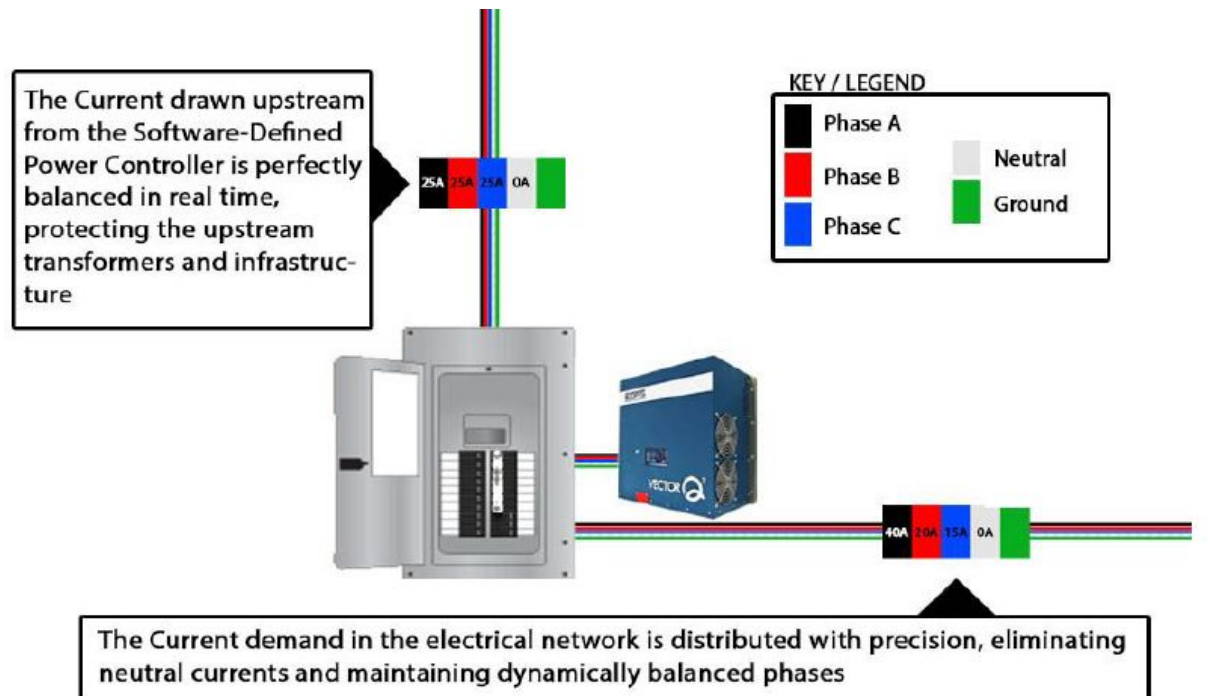 The Current drawn upstream
from the Software-Defined
Power Controller is perfectly
balanced in real time,
protecting the upstream
transformers and infrastruc-
ture
25A 25A 25A 0A
KEY / LEGEND
Phase A
Phase B
Phase C
Neutral
Ground
VECTOR Q
40A 20A 15A 0A
The Current demand in the electrical network is distributed with precision, eliminating
neutral currents and maintaining dynamically balanced phases